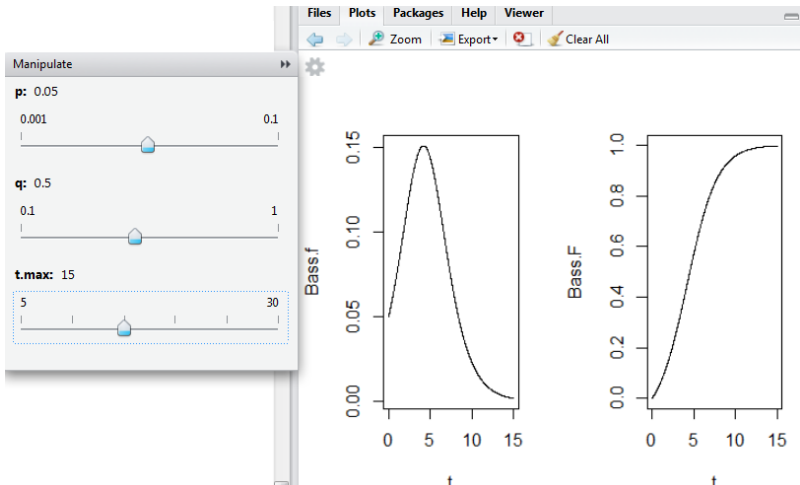 Files Plots Packages Help Viewer
Zoom Export Clear All
Manipulate
p: 0.05
0.001 0.1
q: 0.5
0.1 1
t.max: 15
5 30
Bass.f
0.15
0.10
0.05
0.00
0 5 10 15
t
Bass.F
1.0
0.8
0.6
0.4
0.2
0.0
0 5 10 15
t